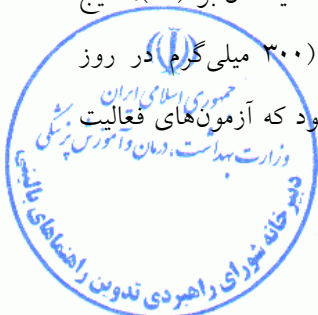 (۳۰۰ میلی‌گرم در روز
ود که آزمون‌های فعالیت
جمهوری اسلامی ایران
وزارت بهداشت، درمان و آموزش پزشکی
دبیرخانه شورای راهبردی تدوین راهنماهای بالینی